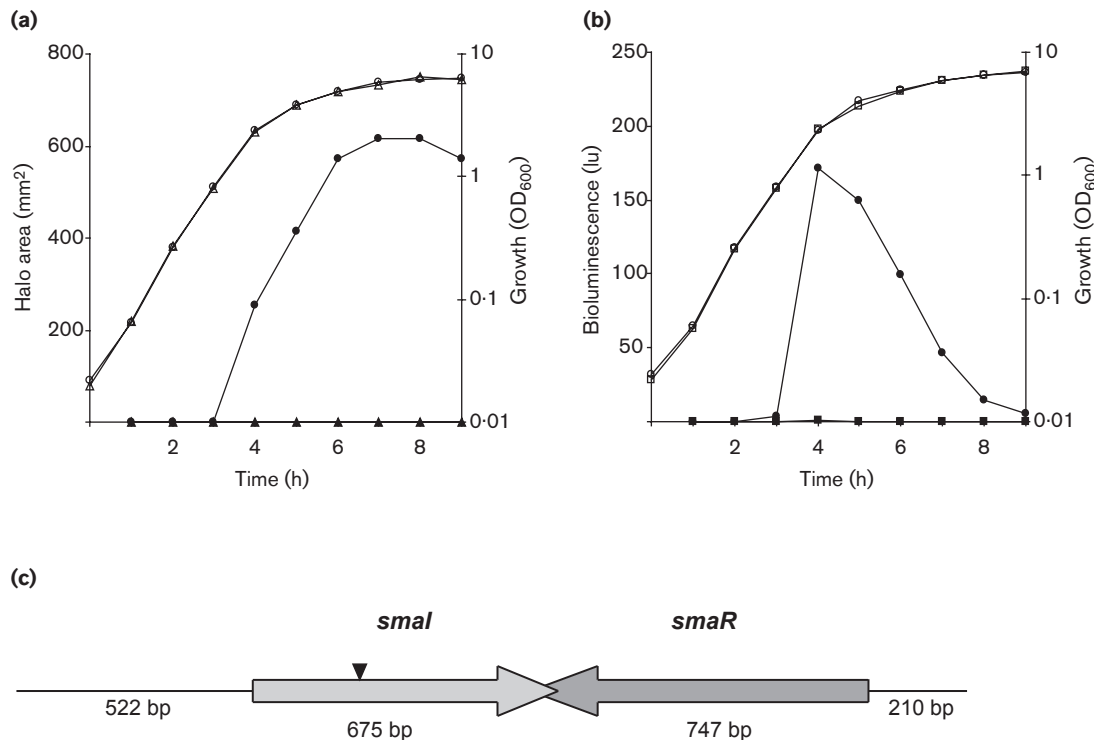 (a)
800
600
400
200
Halo area (mm²)
10
1
0·1
0·01
Growth (OD₆₀₀)
2 4 6 8
Time (h)
(b)
250
200
150
100
50
Bioluminescence (lu)
10
1
0·1
0·01
Growth (OD₆₀₀)
2 4 6 8
Time (h)
(c)
smaI smaR
522 bp 675 bp 747 bp 210 bp